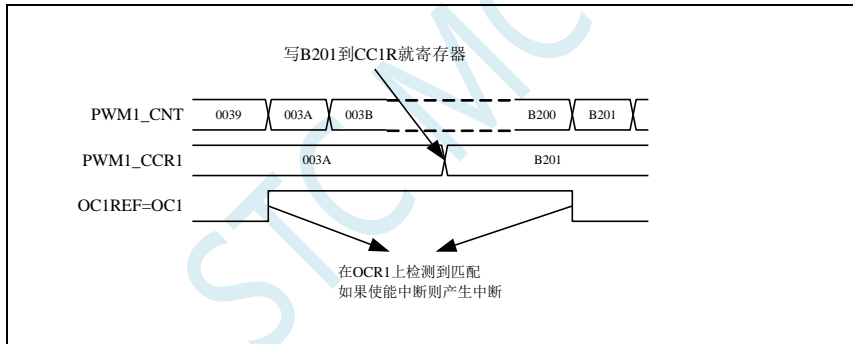 写B201到CC1R就寄存器
PWM1_CNT 0039 003A 003B B200 B201
PWM1_CCR1 003A B201
OC1REF=OC1
在OCR1上检测到匹配
如果使能中断则产生中断
STC MC